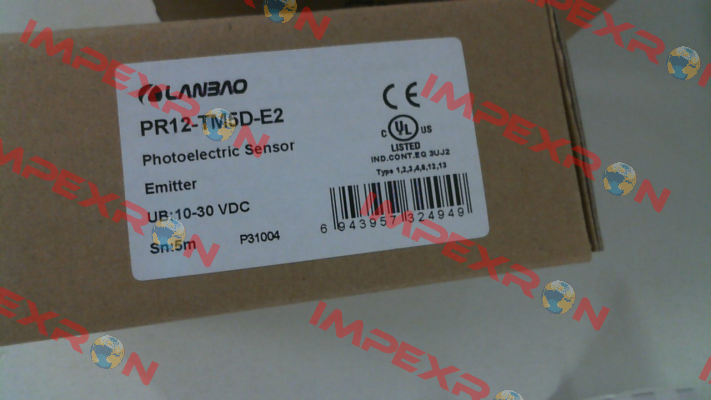 LANBAO
PR12-TM5D-E2
Photoelectric Sensor
Emitter
UB:10-30 VDC
Sn:5m
P31004
CE
C UL US
LISTED
IND.CONT.EQ 3UJ2
Type 1,2,3,4,6,12,13
6 943957 324949
IMPEXRON
IMPEXRON
IMPEXRON
IMPEXRON
IMPEXRON
IMPEXRON